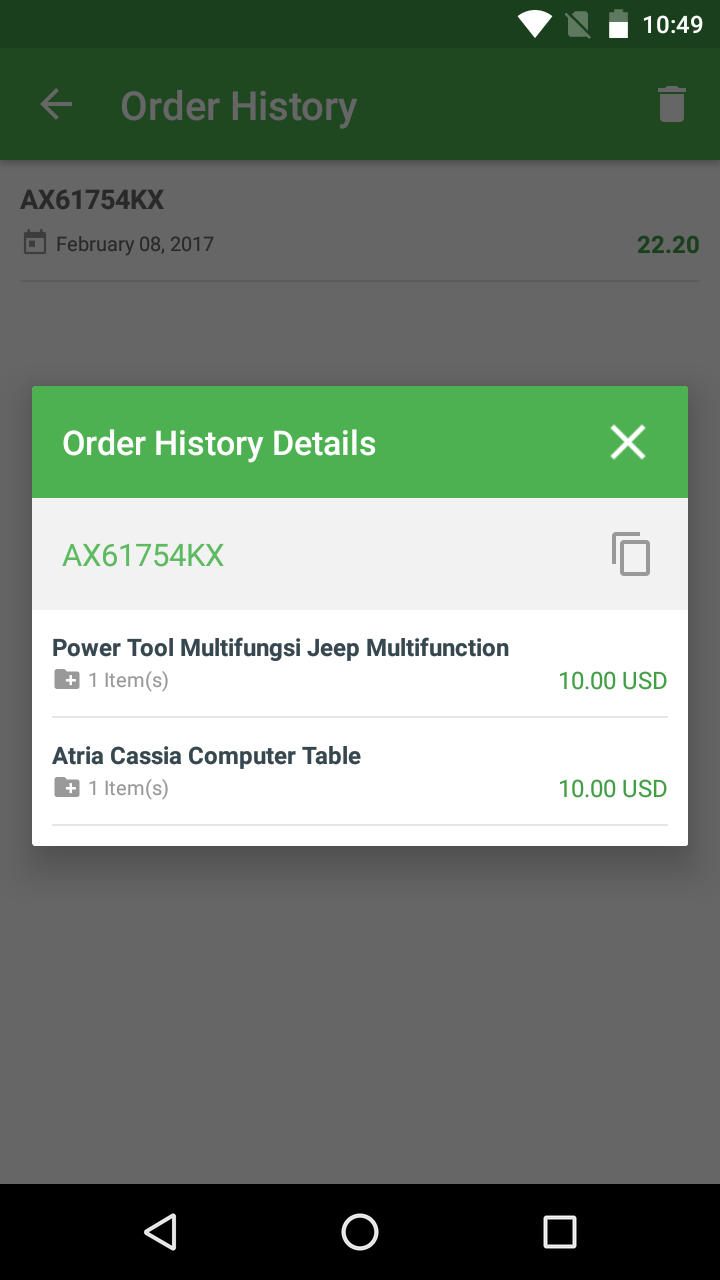 10:49
Order History
AX61754KX
February 08, 2017 22.20
Order History Details
AX61754KX
Power Tool Multifungsi Jeep Multifunction
1 Item(s) 10.00 USD
Atria Cassia Computer Table
1 Item(s) 10.00 USD